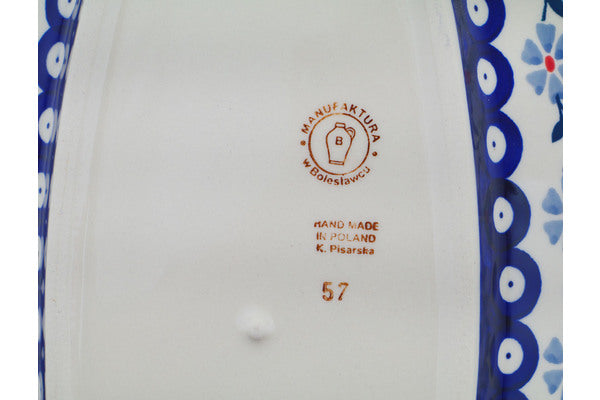 MANUFAKTURA
B
w Bolesławcu
HAND MADE
IN POLAND
K. Pisarska
57